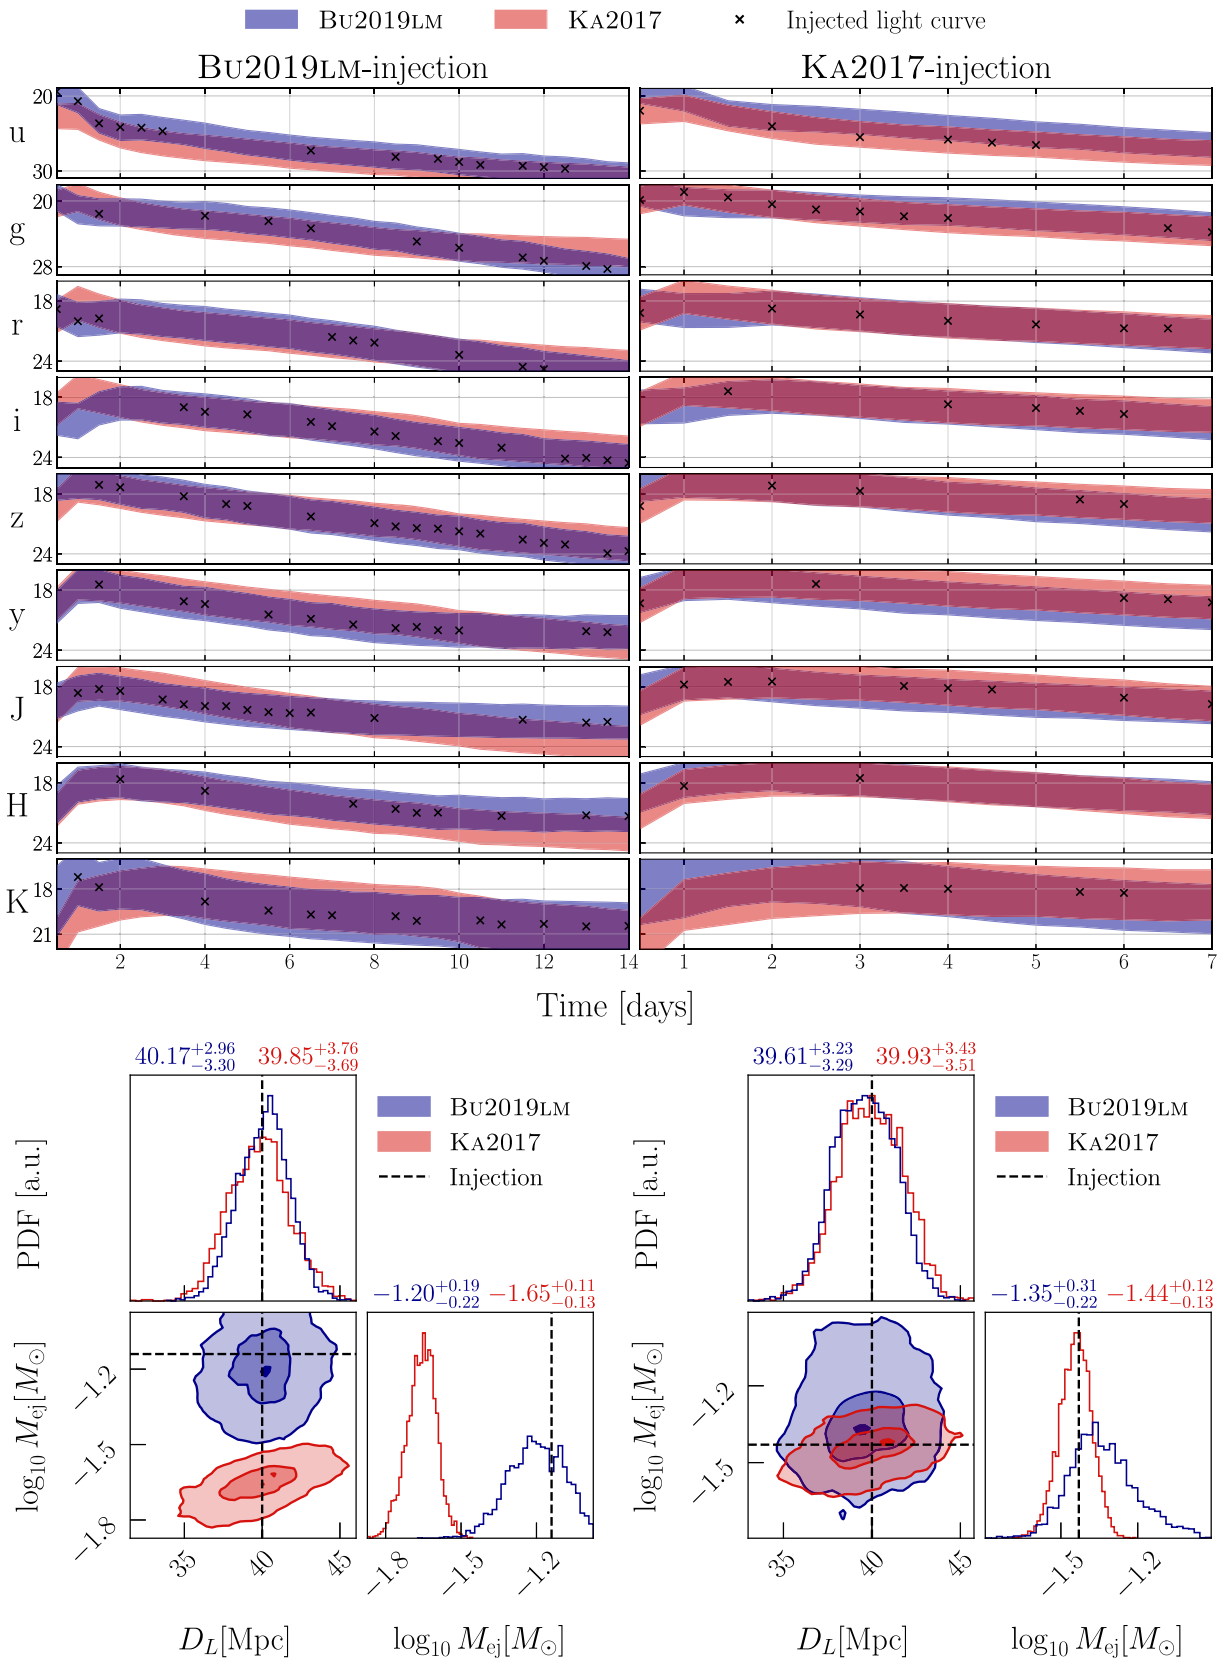 BU2019LM KA2017 Injected light curve
BU2019LM-injection KA2017-injection
u 20 30
g 20 28
r 18 24
i 18 24
z 18 24
y 18 24
J 18 24
H 18 24
K 18 21
2 4 6 8 10 12 14 1 2 3 4 5 6 7
Time [days]
40.17+2.96−3.30 39.85+3.76−3.69
BU2019LM
KA2017
Injection
PDF [a.u.]
−1.20+0.19−0.22 −1.65+0.11−0.13
log10 Mej[M⊙]
−1.2
−1.5
−1.8
35 40 45 −1.8 −1.5 −1.2
DL[Mpc] log10 Mej[M⊙]
39.61+3.23−3.29 39.93+3.43−3.51
BU2019LM
KA2017
Injection
PDF [a.u.]
−1.35+0.31−0.22 −1.44+0.12−0.13
log10 Mej[M⊙]
−1.2
−1.5
35 40 45 −1.5 −1.2
DL[Mpc] log10 Mej[M⊙]